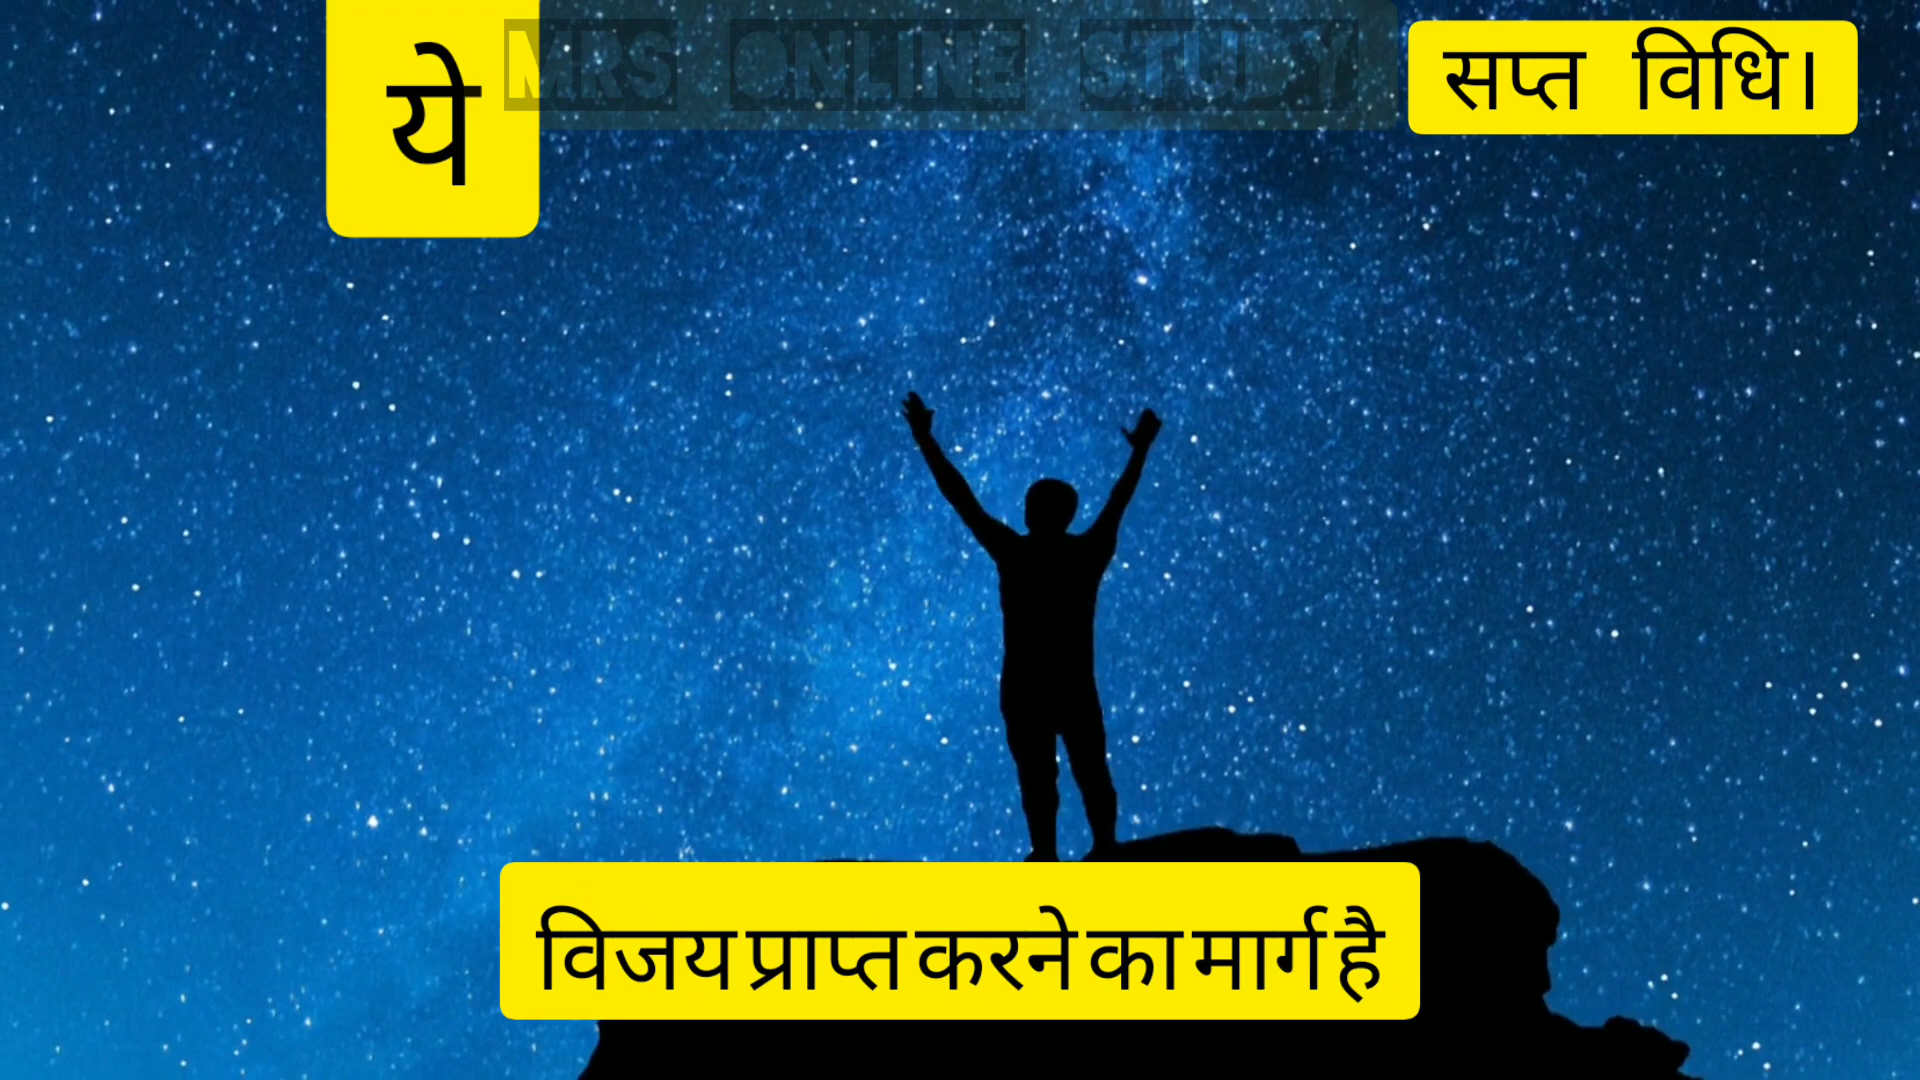 ये
MRS ONLINE STUDY
सप्त विधि।
विजय प्राप्त करने का मार्ग है